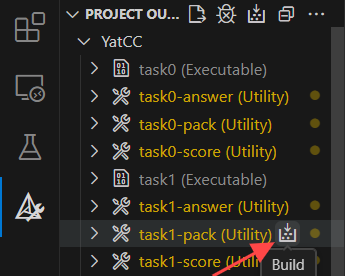 PROJECT OU...
YatCC
task0 (Executable)
task0-answer (Utility)
task0-pack (Utility)
task0-score (Utility)
task1 (Executable)
task1-answer (Utility)
task1-pack (Utility)
Build
task1-score (Utility)